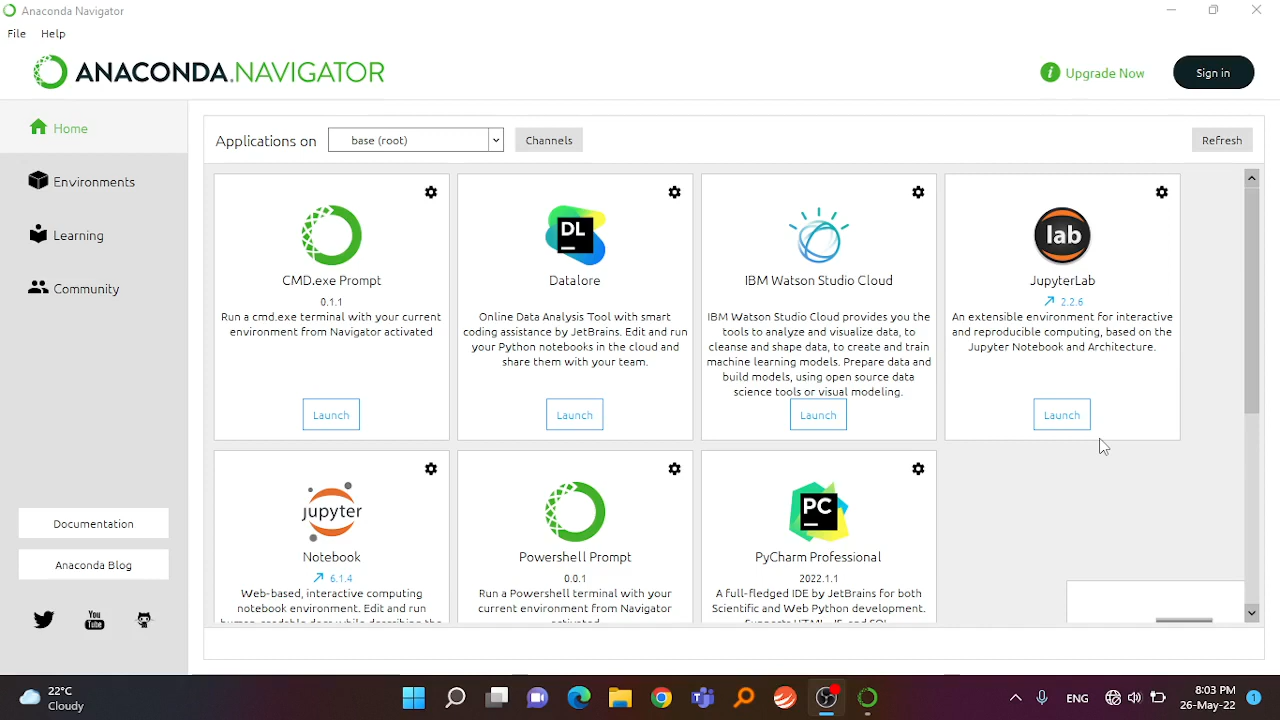 Anaconda Navigator
File Help
ANACONDA.NAVIGATOR
i Upgrade Now
Sign in
Home
Environments
Learning
Community
Documentation
Anaconda Blog
You
Tube
Applications on base (root) Channels Refresh
CMD.exe Prompt
0.1.1
Run a cmd.exe terminal with your current
environment from Navigator activated
Launch
DL
Datalore
Online Data Analysis Tool with smart
coding assistance by JetBrains. Edit and run
your Python notebooks in the cloud and
share them with your team.
Launch
IBM Watson Studio Cloud
IBM Watson Studio Cloud provides you the
tools to analyze and visualize data, to
cleanse and shape data, to create and train
machine learning models. Prepare data and
build models, using open source data
science tools or visual modeling.
Launch
lab
JupyterLab
2.2.6
An extensible environment for interactive
and reproducible computing, based on the
Jupyter Notebook and Architecture.
Launch
jupyter
Notebook
6.1.4
Web-based, interactive computing
notebook environment. Edit and run
Powershell Prompt
0.0.1
Run a Powershell terminal with your
current environment from Navigator
PC
PyCharm Professional
2022.1.1
A full-fledged IDE by JetBrains for both
Scientific and Web Python development.
22°C
Cloudy
ENG
8:03 PM
26-May-22
1